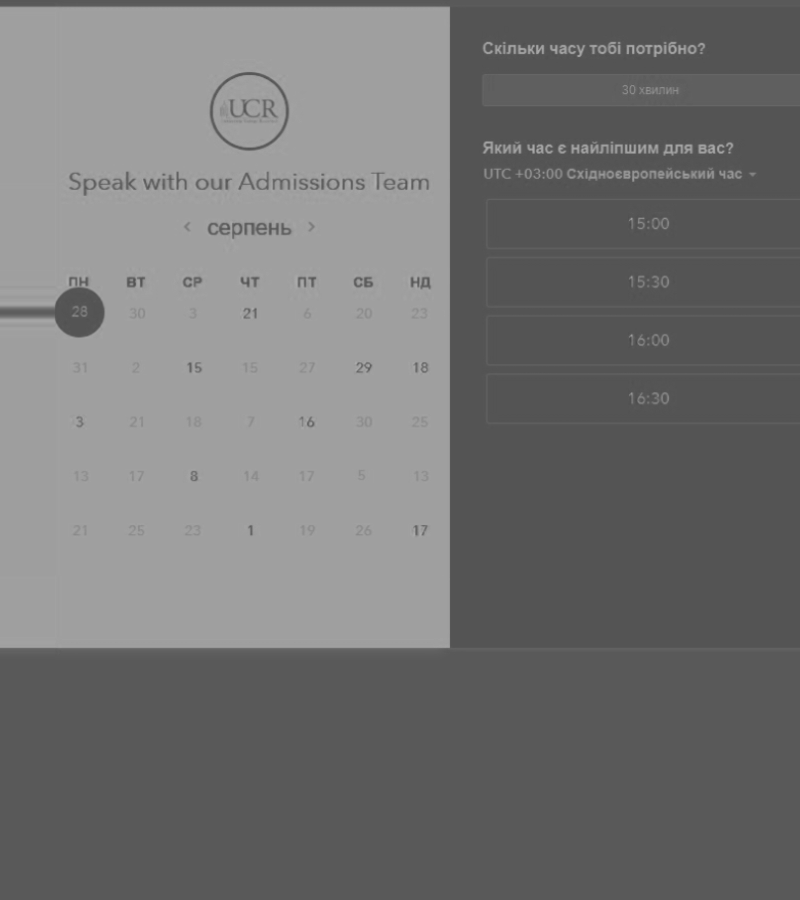 UCR
Speak with our Admissions Team
серпень
ПН ВТ СР ЧТ ПТ СБ НД
28 30 3 21 6 20 23
31 2 15 15 27 29 18
3 21 18 7 16 30 25
13 17 8 14 17 5 13
21 25 23 1 19 26 17
Скільки часу тобі потрібно?
30 хвилин
Який час є найліпшим для вас?
UTC +03:00 Східноєвропейський час
15:00
15:30
16:00
16:30